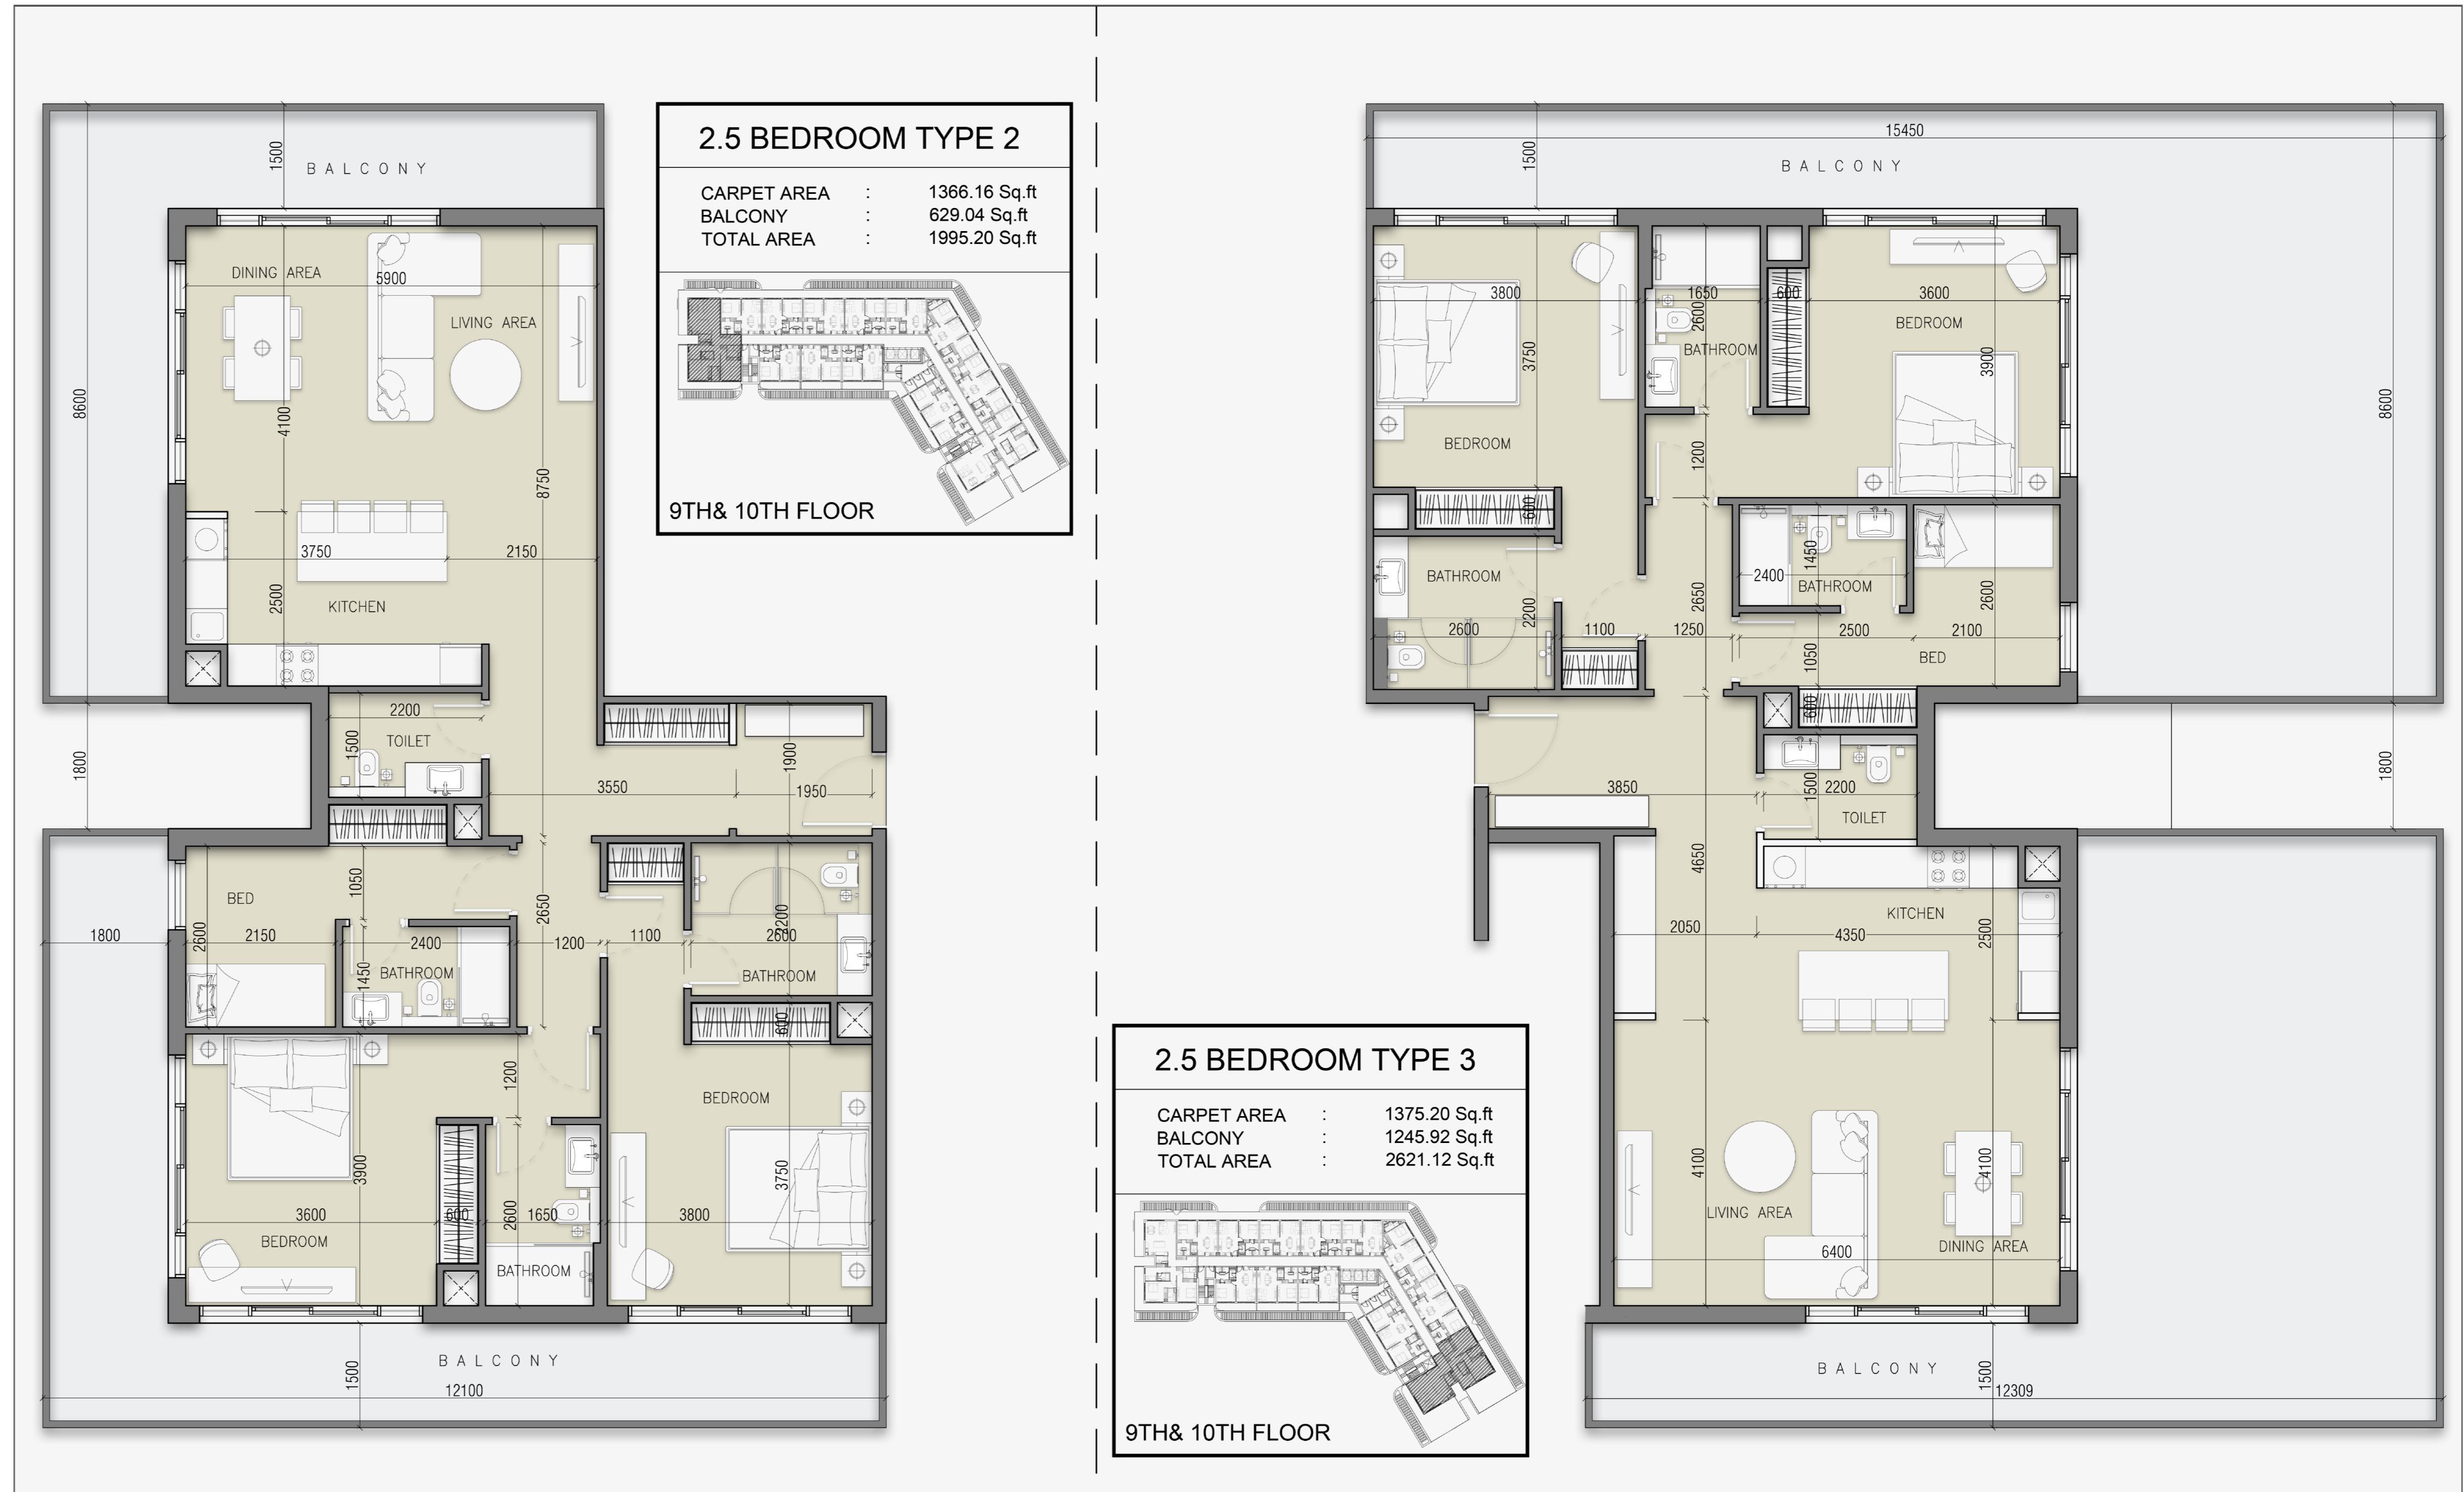 1500
BALCONY
2.5 BEDROOM TYPE 2
CARPET AREA : 1366.16 Sq.ft
BALCONY : 629.04 Sq.ft
TOTAL AREA : 1995.20 Sq.ft
9TH& 10TH FLOOR
DINING AREA
5900
LIVING AREA
8600
4100
8750
3750
2150
2500
KITCHEN
2200
TOILET
1500
1800
1900
3550
1950
BED
1050
2650
2200
1800
2600
2150
2400
1200
1100
2600
BATHROOM
1450
BATHROOM
600
1200
BEDROOM
3900
3750
3600
600
2600
1650
3800
BEDROOM
BATHROOM
BALCONY
1500
12100
15450
1500
BALCONY
3800
1650
600
3600
2600
BEDROOM
BATHROOM
3750
3900
8600
BEDROOM
1200
600
1450
BATHROOM
2400
BATHROOM
2650
2600
2200
2600
1100
1250
2500
2100
1050
BED
600
1800
3850
1500
2200
TOILET
4650
KITCHEN
2050
4350
2500
4100
4100
LIVING AREA
6400
DINING AREA
BALCONY
1500
12309
2.5 BEDROOM TYPE 3
CARPET AREA : 1375.20 Sq.ft
BALCONY : 1245.92 Sq.ft
TOTAL AREA : 2621.12 Sq.ft
9TH& 10TH FLOOR